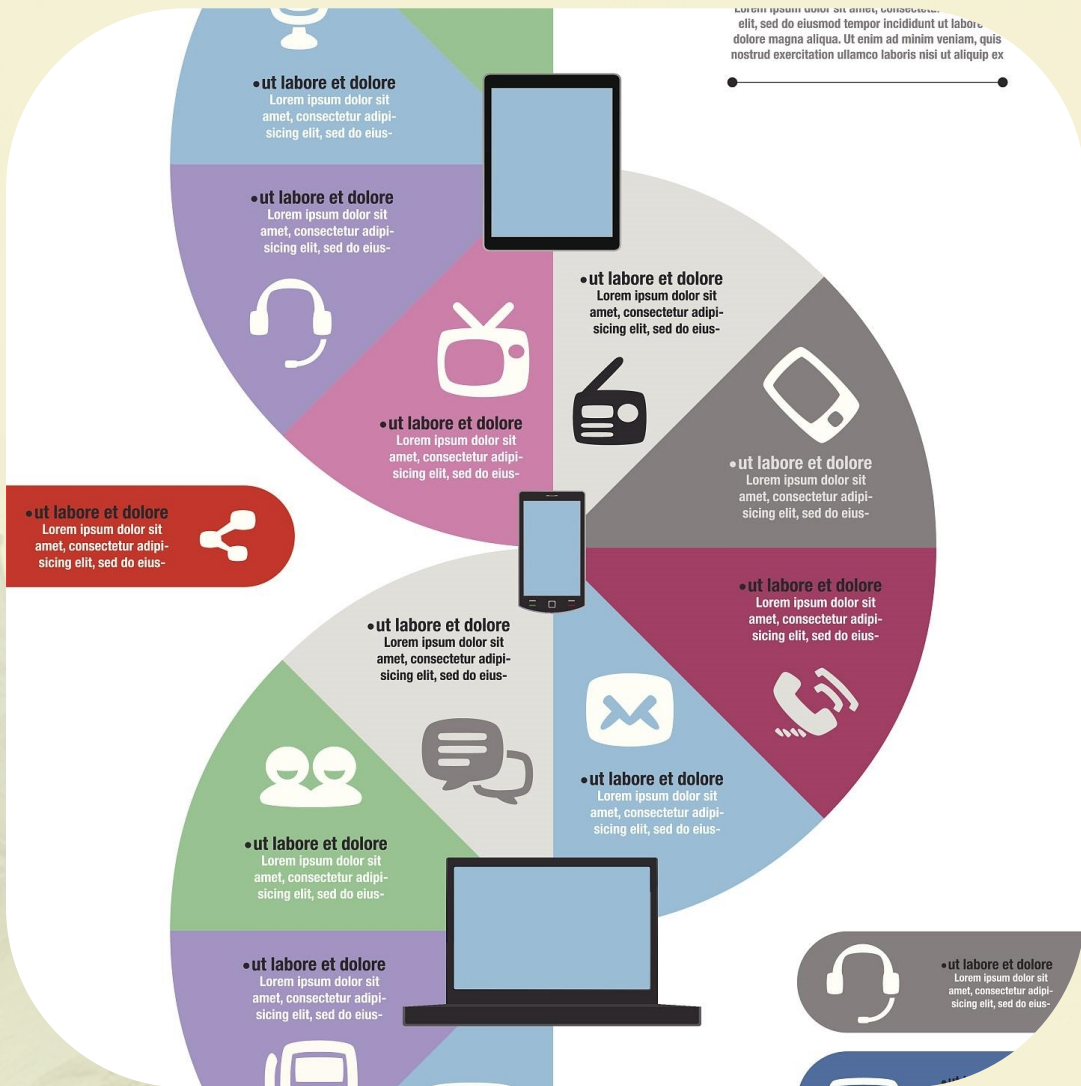 Lorem ipsum dolor sit amet, consectetur
elit, sed do eiusmod tempor incididunt ut labore
dolore magna aliqua. Ut enim ad minim veniam, quis
nostrud exercitation ullamco laboris nisi ut aliquip ex
•ut labore et dolore
Lorem ipsum dolor sit
amet, consectetur adipi-
sicing elit, sed do eius-
•ut labore et dolore
Lorem ipsum dolor sit
amet, consectetur adipi-
sicing elit, sed do eius-
•ut labore et dolore
Lorem ipsum dolor sit
amet, consectetur adipi-
sicing elit, sed do eius-
•ut labore et dolore
Lorem ipsum dolor sit
amet, consectetur adipi-
sicing elit, sed do eius-
•ut labore et dolore
Lorem ipsum dolor sit
amet, consectetur adipi-
sicing elit, sed do eius-
•ut labore et dolore
Lorem ipsum dolor sit
amet, consectetur adipi-
sicing elit, sed do eius-
•ut labore et dolore
Lorem ipsum dolor sit
amet, consectetur adipi-
sicing elit, sed do eius-
•ut labore et dolore
Lorem ipsum dolor sit
amet, consectetur adipi-
sicing elit, sed do eius-
•ut labore et dolore
Lorem ipsum dolor sit
amet, consectetur adipi-
sicing elit, sed do eius-
•ut labore et dolore
Lorem ipsum dolor sit
amet, consectetur adipi-
sicing elit, sed do eius-
•ut labore et dolore
Lorem ipsum dolor sit
amet, consectetur adipi-
sicing elit, sed do eius-
•ut labore et dolore
Lorem ipsum dolor sit
amet, consectetur adipi-
sicing elit, sed do eius-